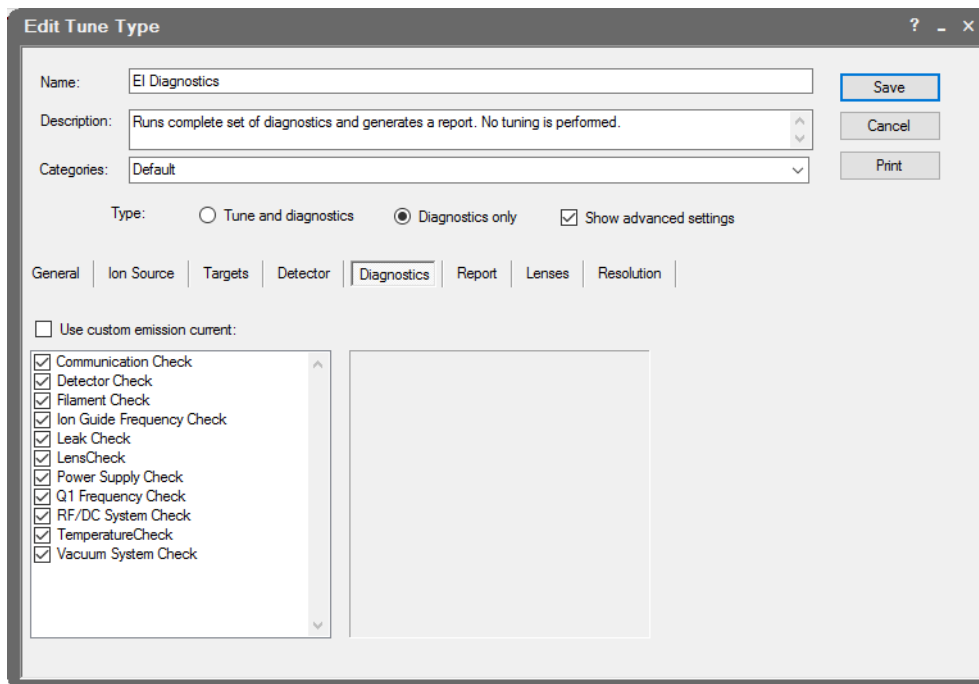 Edit Tune Type ? _ ×
Name: EI Diagnostics Save
Description: Runs complete set of diagnostics and generates a report. No tuning is performed. Cancel
Categories: Default Print
Type: Tune and diagnostics Diagnostics only Show advanced settings
General Ion Source Targets Detector Diagnostics Report Lenses Resolution
Use custom emission current:
Communication Check
Detector Check
Filament Check
Ion Guide Frequency Check
Leak Check
LensCheck
Power Supply Check
Q1 Frequency Check
RF/DC System Check
TemperatureCheck
Vacuum System Check